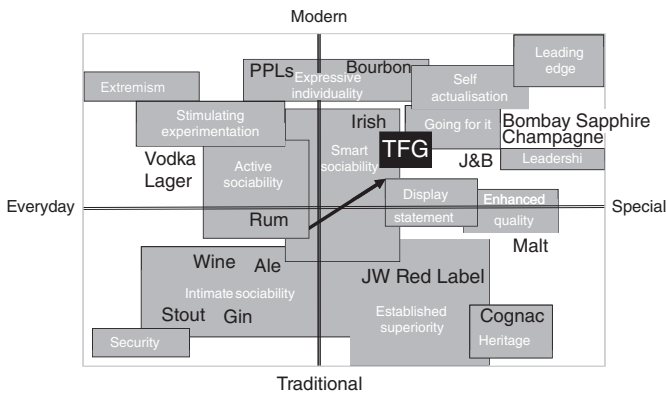 Modern
Leading
edge
PPLs
Bourbon
Expressive
individuality
Self
actualisation
Extremism
Stimulating
experimentation
Irish
Going for it
Bombay Sapphire
Champagne
TFG
Smart
sociability
J&B
Leadershi
Vodka
Lager
Active
sociability
Display
statement
Enhanced
quality
Everyday
Special
Rum
Malt
Wine
Ale
JW Red Label
Intimate sociability
Stout
Gin
Established
superiority
Cognac
Heritage
Security
Traditional